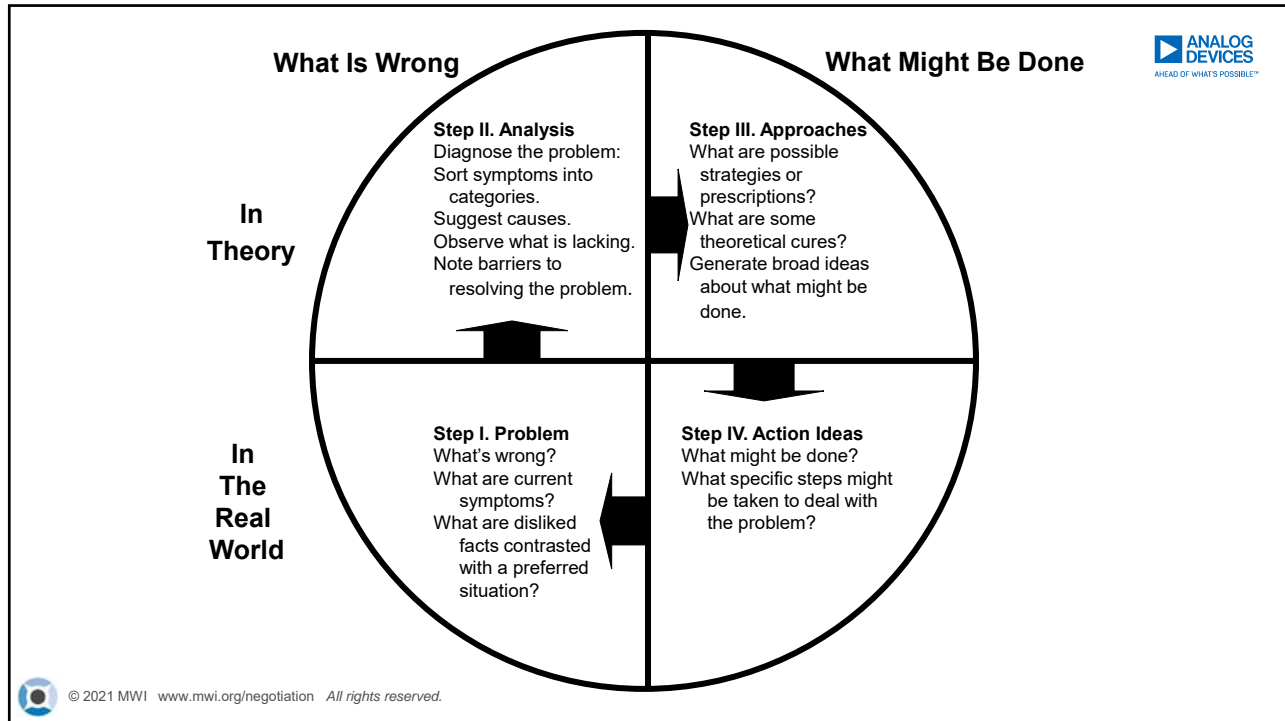 What Is Wrong
What Might Be Done
ANALOG
DEVICES
AHEAD OF WHAT'S POSSIBLE™
In
Theory
Step II. Analysis
Diagnose the problem:
Sort symptoms into
categories.
Suggest causes.
Observe what is lacking.
Note barriers to
resolving the problem.
Step III. Approaches
What are possible
strategies or
prescriptions?
What are some
theoretical cures?
Generate broad ideas
about what might be
done.
In
The
Real
World
Step I. Problem
What’s wrong?
What are current
symptoms?
What are disliked
facts contrasted
with a preferred
situation?
Step IV. Action Ideas
What might be done?
What specific steps might
be taken to deal with
the problem?
© 2021 MWI www.mwi.org/negotiation All rights reserved.